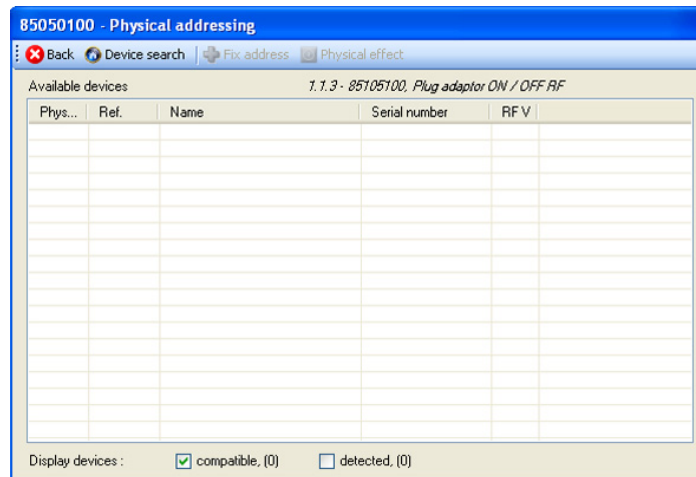 85050100 - Physical addressing
Back Device search Fix address Physical effect
Available devices 1.1.3 - 85105100, Plug adaptor ON / OFF RF
Phys... Ref. Name Serial number RF V
Display devices : compatible, (0) detected, (0)